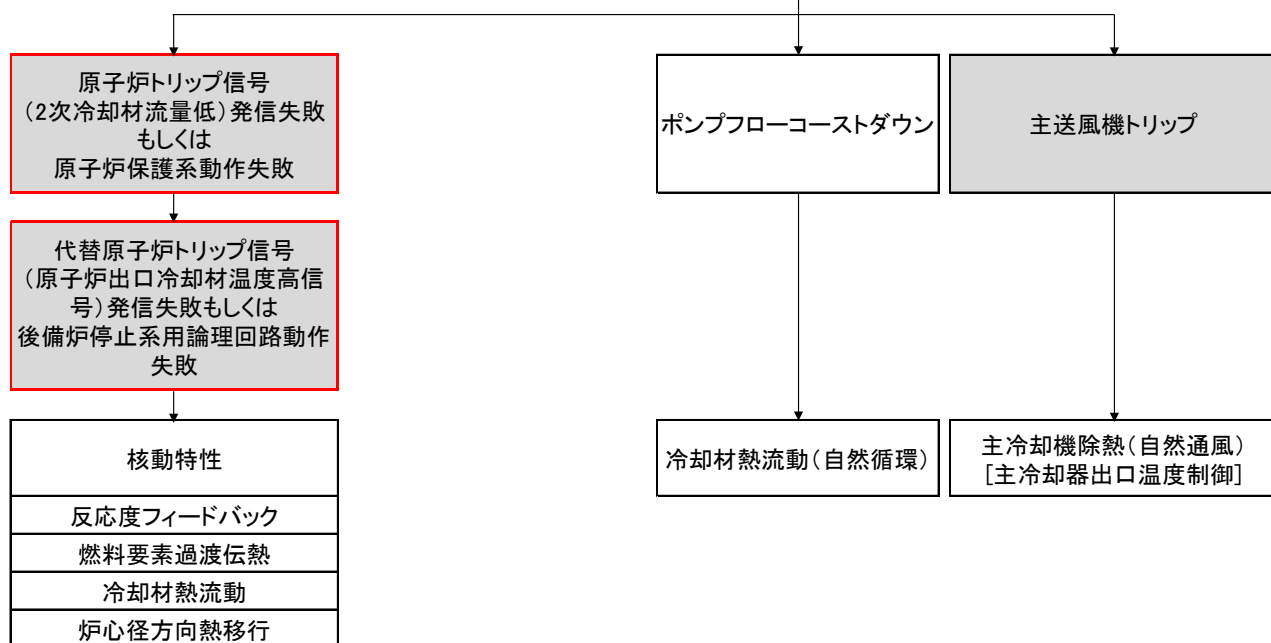 原子炉トリップ信号
（2次冷却材流量低）発信失敗
もしくは
原子炉保護系動作失敗
ポンプフローコーストダウン
主送風機トリップ
代替原子炉トリップ信号
（原子炉出口冷却材温度高信
号）発信失敗もしくは
後備炉停止系用論理回路動作
失敗
核動特性
反応度フィードバック
燃料要素過渡伝熱
冷却材熱流動
炉心径方向熱移行
冷却材熱流動（自然循環）
主冷却機除熱（自然通風）
[主冷却器出口温度制御]